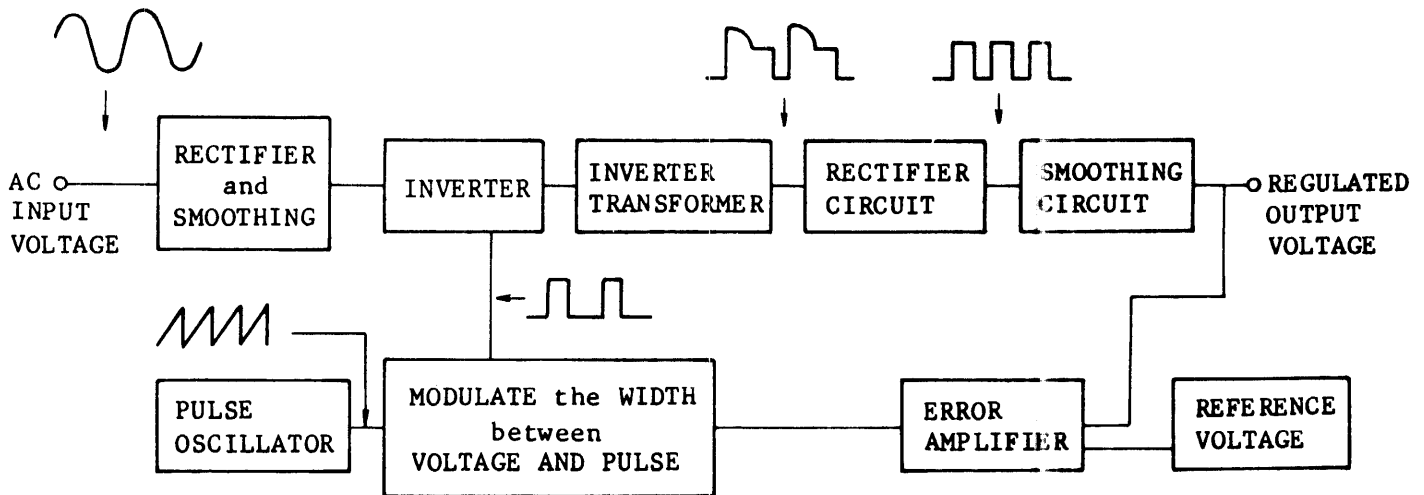 AC
INPUT
VOLTAGE
RECTIFIER
and
SMOOTHING
INVERTER
INVERTER
TRANSFORMER
RECTIFIER
CIRCUIT
SMOOTHING
CIRCUIT
REGULATED
OUTPUT
VOLTAGE
PULSE
OSCILLATOR
MODULATE the WIDTH
between
VOLTAGE AND PULSE
ERROR
AMPLIFIER
REFERENCE
VOLTAGE